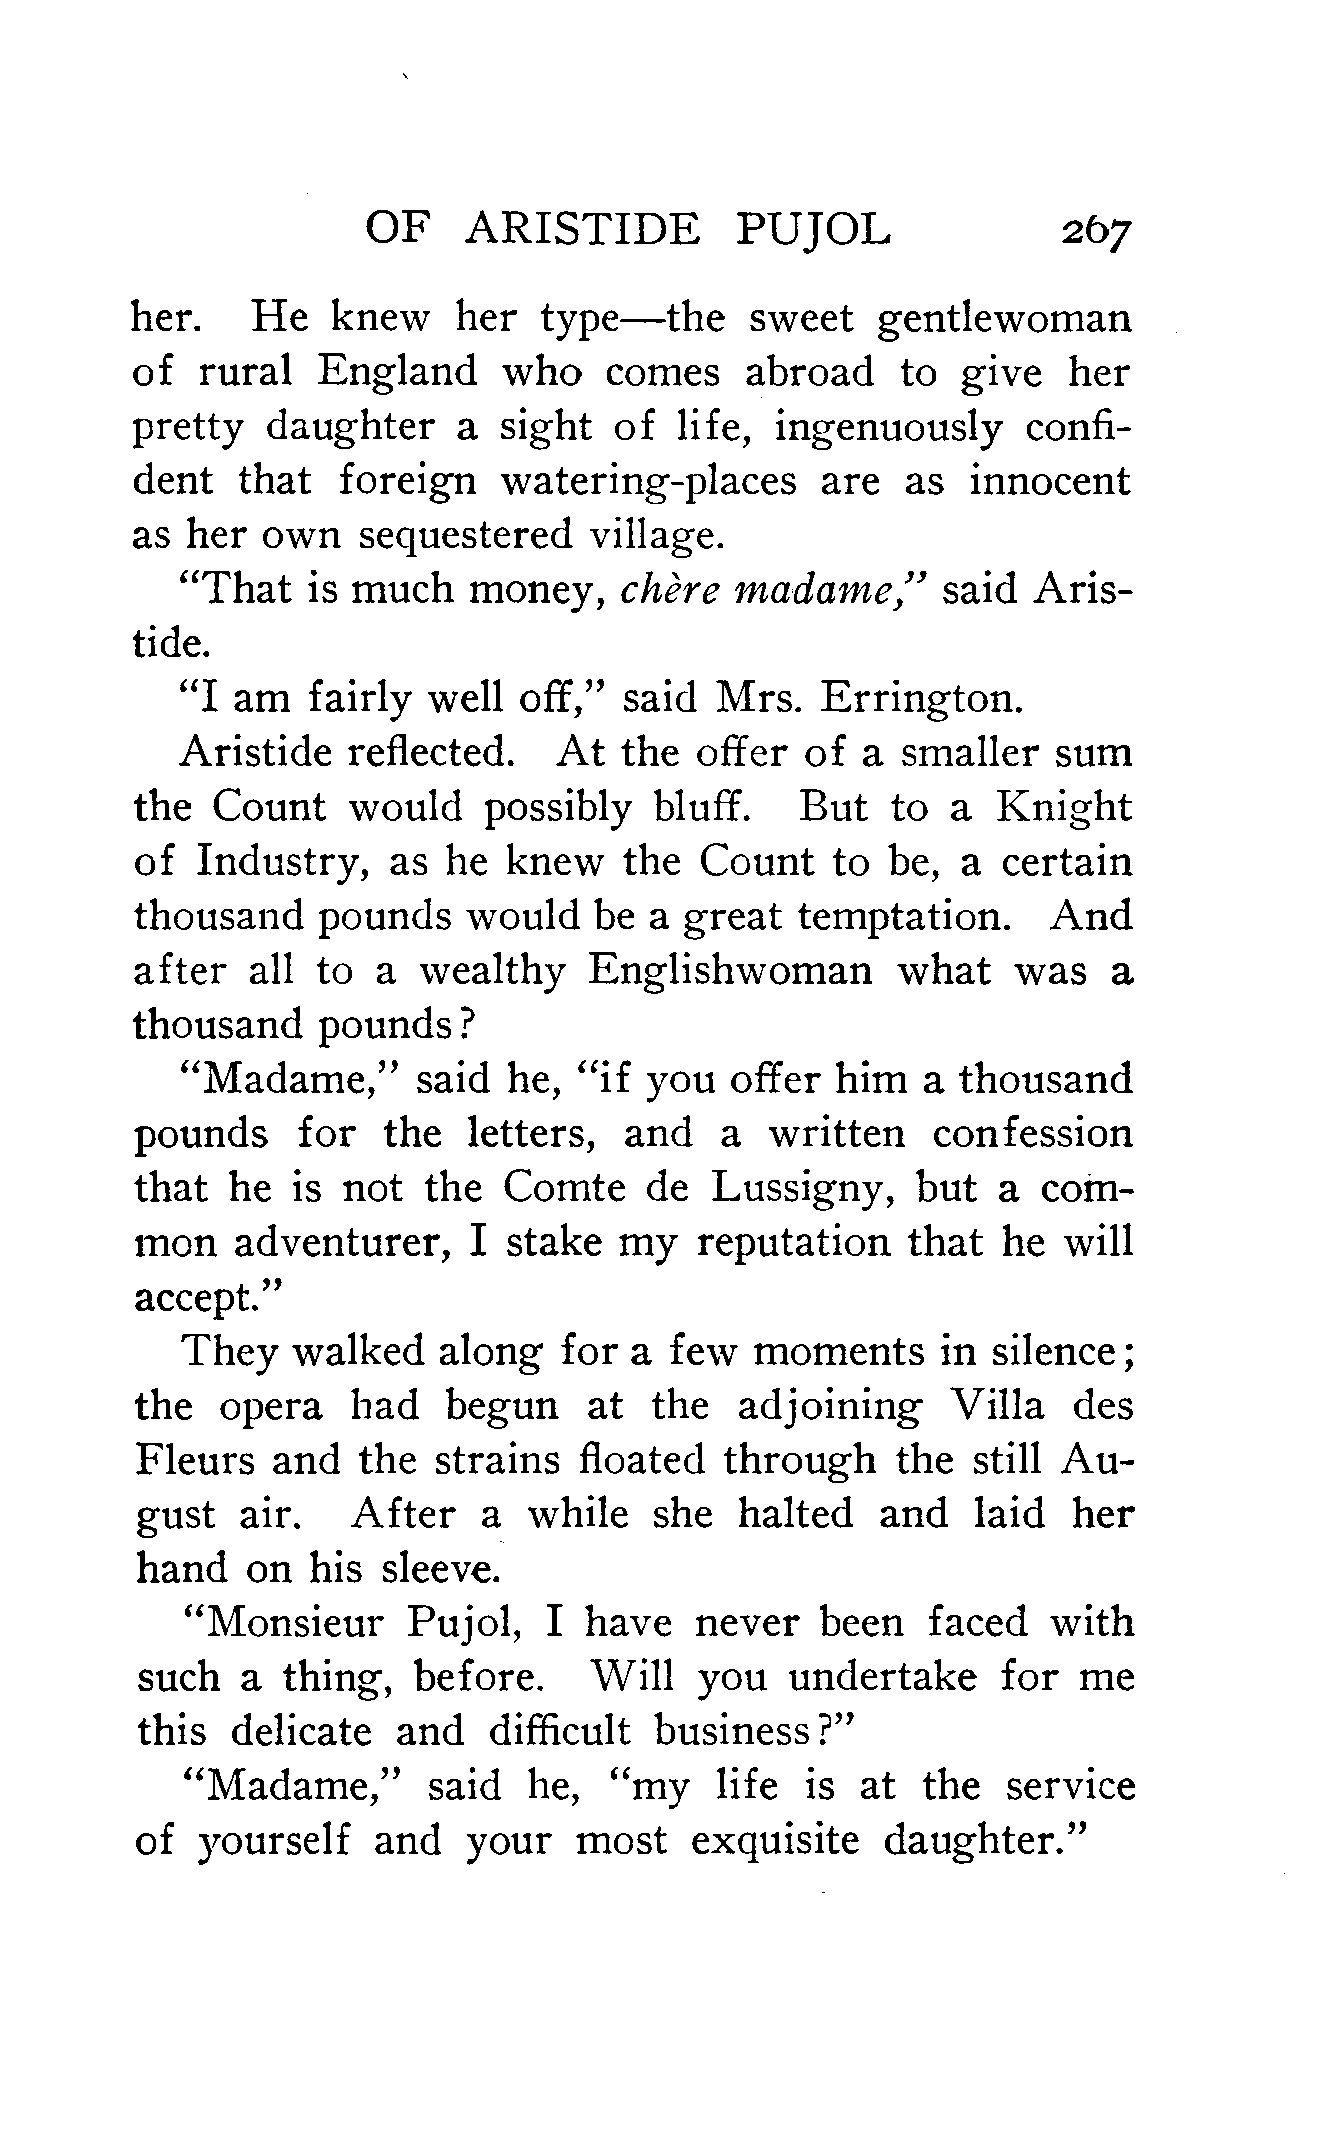 OF ARISTIDE PUJOL 267
her. He knew her type—the sweet gentlewoman
of rural England who comes abroad to give her
pretty daughter a sight of life, ingenuously confi-
dent that foreign watering-places are as innocent
as her own sequestered village.
"That is much money, chère madame," said Aris-
tide.
"I am fairly well off," said Mrs. Errington.
Aristide reflected. At the offer of a smaller sum
the Count would possibly bluff. But to a Knight
of Industry, as he knew the Count to be, a certain
thousand pounds would be a great temptation. And
after all to a wealthy Englishwoman what was a
thousand pounds?
"Madame," said he, "if you offer him a thousand
pounds for the letters, and a written confession
that he is not the Comte de Lussigny, but a com-
mon adventurer, I stake my reputation that he will
accept."
They walked along for a few moments in silence;
the opera had begun at the adjoining Villa des
Fleurs and the strains floated through the still Au-
gust air. After a while she halted and laid her
hand on his sleeve.
"Monsieur Pujol, I have never been faced with
such a thing, before. Will you undertake for me
this delicate and difficult business?"
"Madame," said he, "my life is at the service
of yourself and your most exquisite daughter."